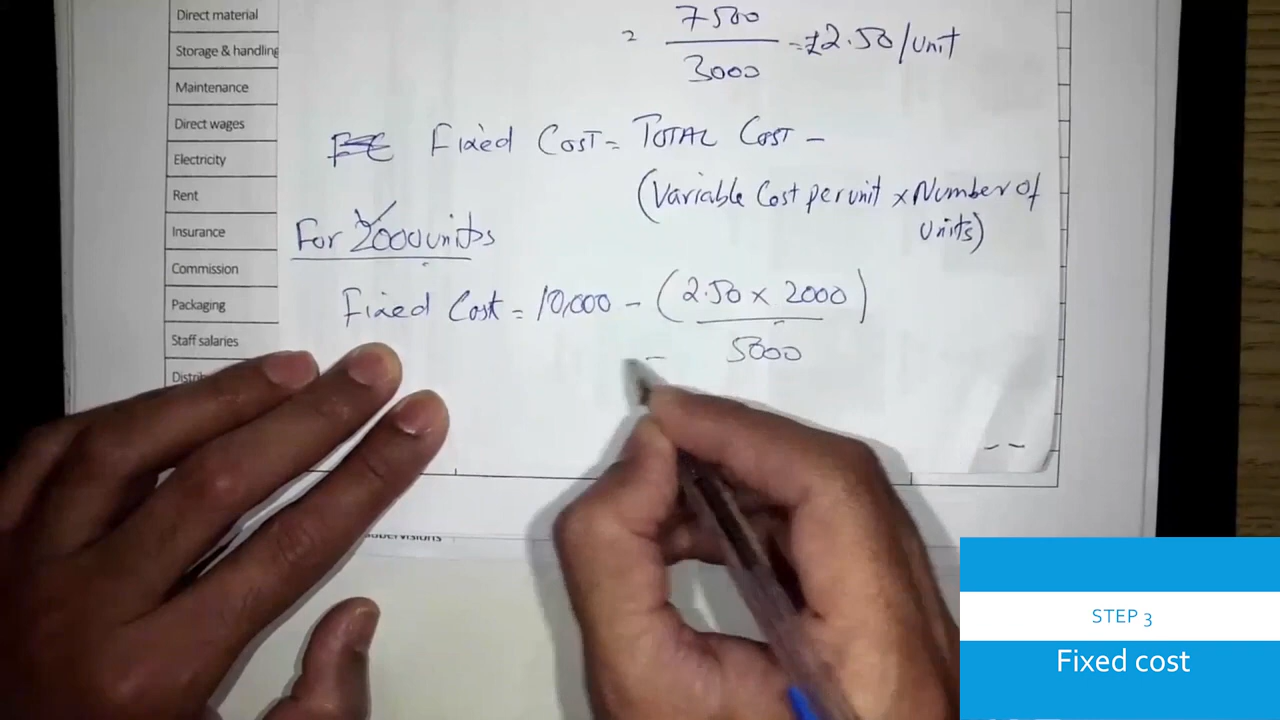 Direct material
Storage & handling
Maintenance
Direct wages
Electricity
Rent
Insurance
Commission
Packaging
Staff salaries
= 7500
3000
= £2.50/unit
Fixed Cost = TOTAL COST -
(Variable Cost per unit × Number of
units)
For 2000 units
Fixed Cost = 10,000 - (2.50 × 2000)
- 5000
STEP 3
Fixed cost